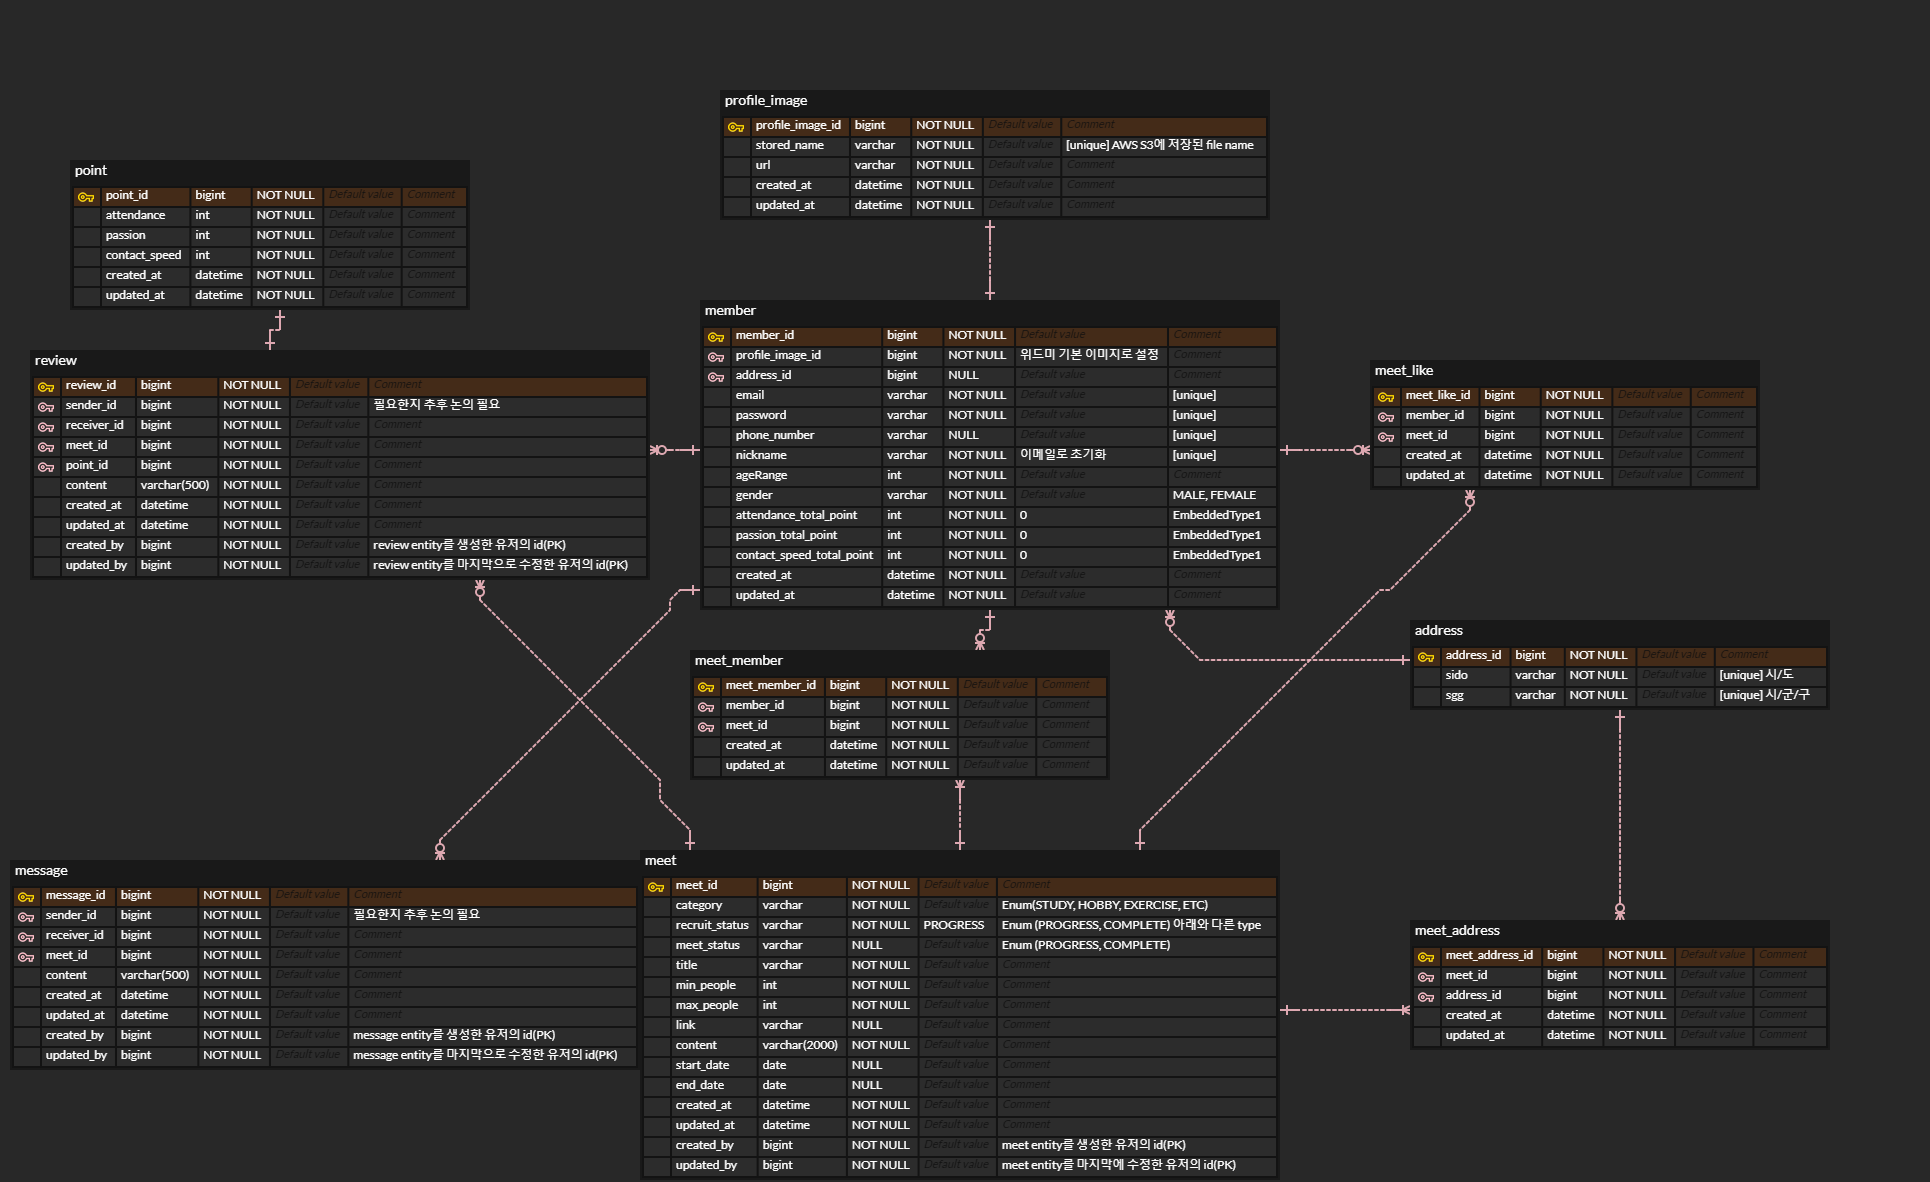 profile_image
profile_image_id bigint NOT NULL Default value Comment
stored_name varchar NOT NULL Default value [unique] AWS S3에 저장된 file name
url varchar NOT NULL Default value Comment
created_at datetime NOT NULL Default value Comment
updated_at datetime NOT NULL Default value Comment
point
point_id bigint NOT NULL Default value Comment
attendance int NOT NULL Default value Comment
passion int NOT NULL Default value Comment
contact_speed int NOT NULL Default value Comment
created_at datetime NOT NULL Default value Comment
updated_at datetime NOT NULL Default value Comment
member
member_id bigint NOT NULL Default value Comment
profile_image_id bigint NOT NULL 위드미 기본 이미지로 설정 Comment
address_id bigint NULL Default value Comment
email varchar NOT NULL Default value [unique]
password varchar NOT NULL Default value [unique]
phone_number varchar NULL Default value [unique]
nickname varchar NOT NULL 이메일로 초기화 [unique]
ageRange int NOT NULL Default value Comment
gender varchar NOT NULL Default value MALE, FEMALE
attendance_total_point int NOT NULL 0 EmbeddedType1
passion_total_point int NOT NULL 0 EmbeddedType1
contact_speed_total_point int NOT NULL 0 EmbeddedType1
created_at datetime NOT NULL Default value Comment
updated_at datetime NOT NULL Default value Comment
review
review_id bigint NOT NULL Default value Comment
sender_id bigint NOT NULL Default value 필요한지 추후 논의 필요
receiver_id bigint NOT NULL Default value Comment
meet_id bigint NOT NULL Default value Comment
point_id bigint NOT NULL Default value Comment
content varchar(500) NOT NULL Default value Comment
created_at datetime NOT NULL Default value Comment
updated_at datetime NOT NULL Default value Comment
created_by bigint NOT NULL Default value review entity를 생성한 유저의 id(PK)
updated_by bigint NOT NULL Default value review entity를 마지막으로 수정한 유저의 id(PK)
meet_like
meet_like_id bigint NOT NULL Default value Comment
member_id bigint NOT NULL Default value Comment
meet_id bigint NOT NULL Default value Comment
created_at datetime NOT NULL Default value Comment
updated_at datetime NOT NULL Default value Comment
address
address_id bigint NOT NULL Default value Comment
sido varchar NOT NULL Default value [unique] 시/도
sgg varchar NOT NULL Default value [unique] 시/군/구
meet_member
meet_member_id bigint NOT NULL Default value Comment
member_id bigint NOT NULL Default value Comment
meet_id bigint NOT NULL Default value Comment
created_at datetime NOT NULL Default value Comment
updated_at datetime NOT NULL Default value Comment
message
message_id bigint NOT NULL Default value Comment
sender_id bigint NOT NULL Default value 필요한지 추후 논의 필요
receiver_id bigint NOT NULL Default value Comment
meet_id bigint NOT NULL Default value Comment
content varchar(500) NOT NULL Default value Comment
created_at datetime NOT NULL Default value Comment
updated_at datetime NOT NULL Default value Comment
created_by bigint NOT NULL Default value message entity를 생성한 유저의 id(PK)
updated_by bigint NOT NULL Default value message entity를 마지막으로 수정한 유저의 id(PK)
meet
meet_id bigint NOT NULL Default value Comment
category varchar NOT NULL Default value Enum(STUDY, HOBBY, EXERCISE, ETC)
recruit_status varchar NOT NULL PROGRESS Enum (PROGRESS, COMPLETE) 아래와 다른 type
meet_status varchar NULL Default value Enum (PROGRESS, COMPLETE)
title varchar NOT NULL Default value Comment
min_people int NOT NULL Default value Comment
max_people int NOT NULL Default value Comment
link varchar NULL Default value Comment
content varchar(2000) NOT NULL Default value Comment
start_date date NULL Default value Comment
end_date date NULL Default value Comment
created_at datetime NOT NULL Default value Comment
updated_at datetime NOT NULL Default value Comment
created_by bigint NOT NULL Default value meet entity를 생성한 유저의 id(PK)
updated_by bigint NOT NULL Default value meet entity를 마지막에 수정한 유저의 id(PK)
meet_address
meet_address_id bigint NOT NULL Default value Comment
meet_id bigint NOT NULL Default value Comment
address_id bigint NOT NULL Default value Comment
created_at datetime NOT NULL Default value Comment
updated_at datetime NOT NULL Default value Comment